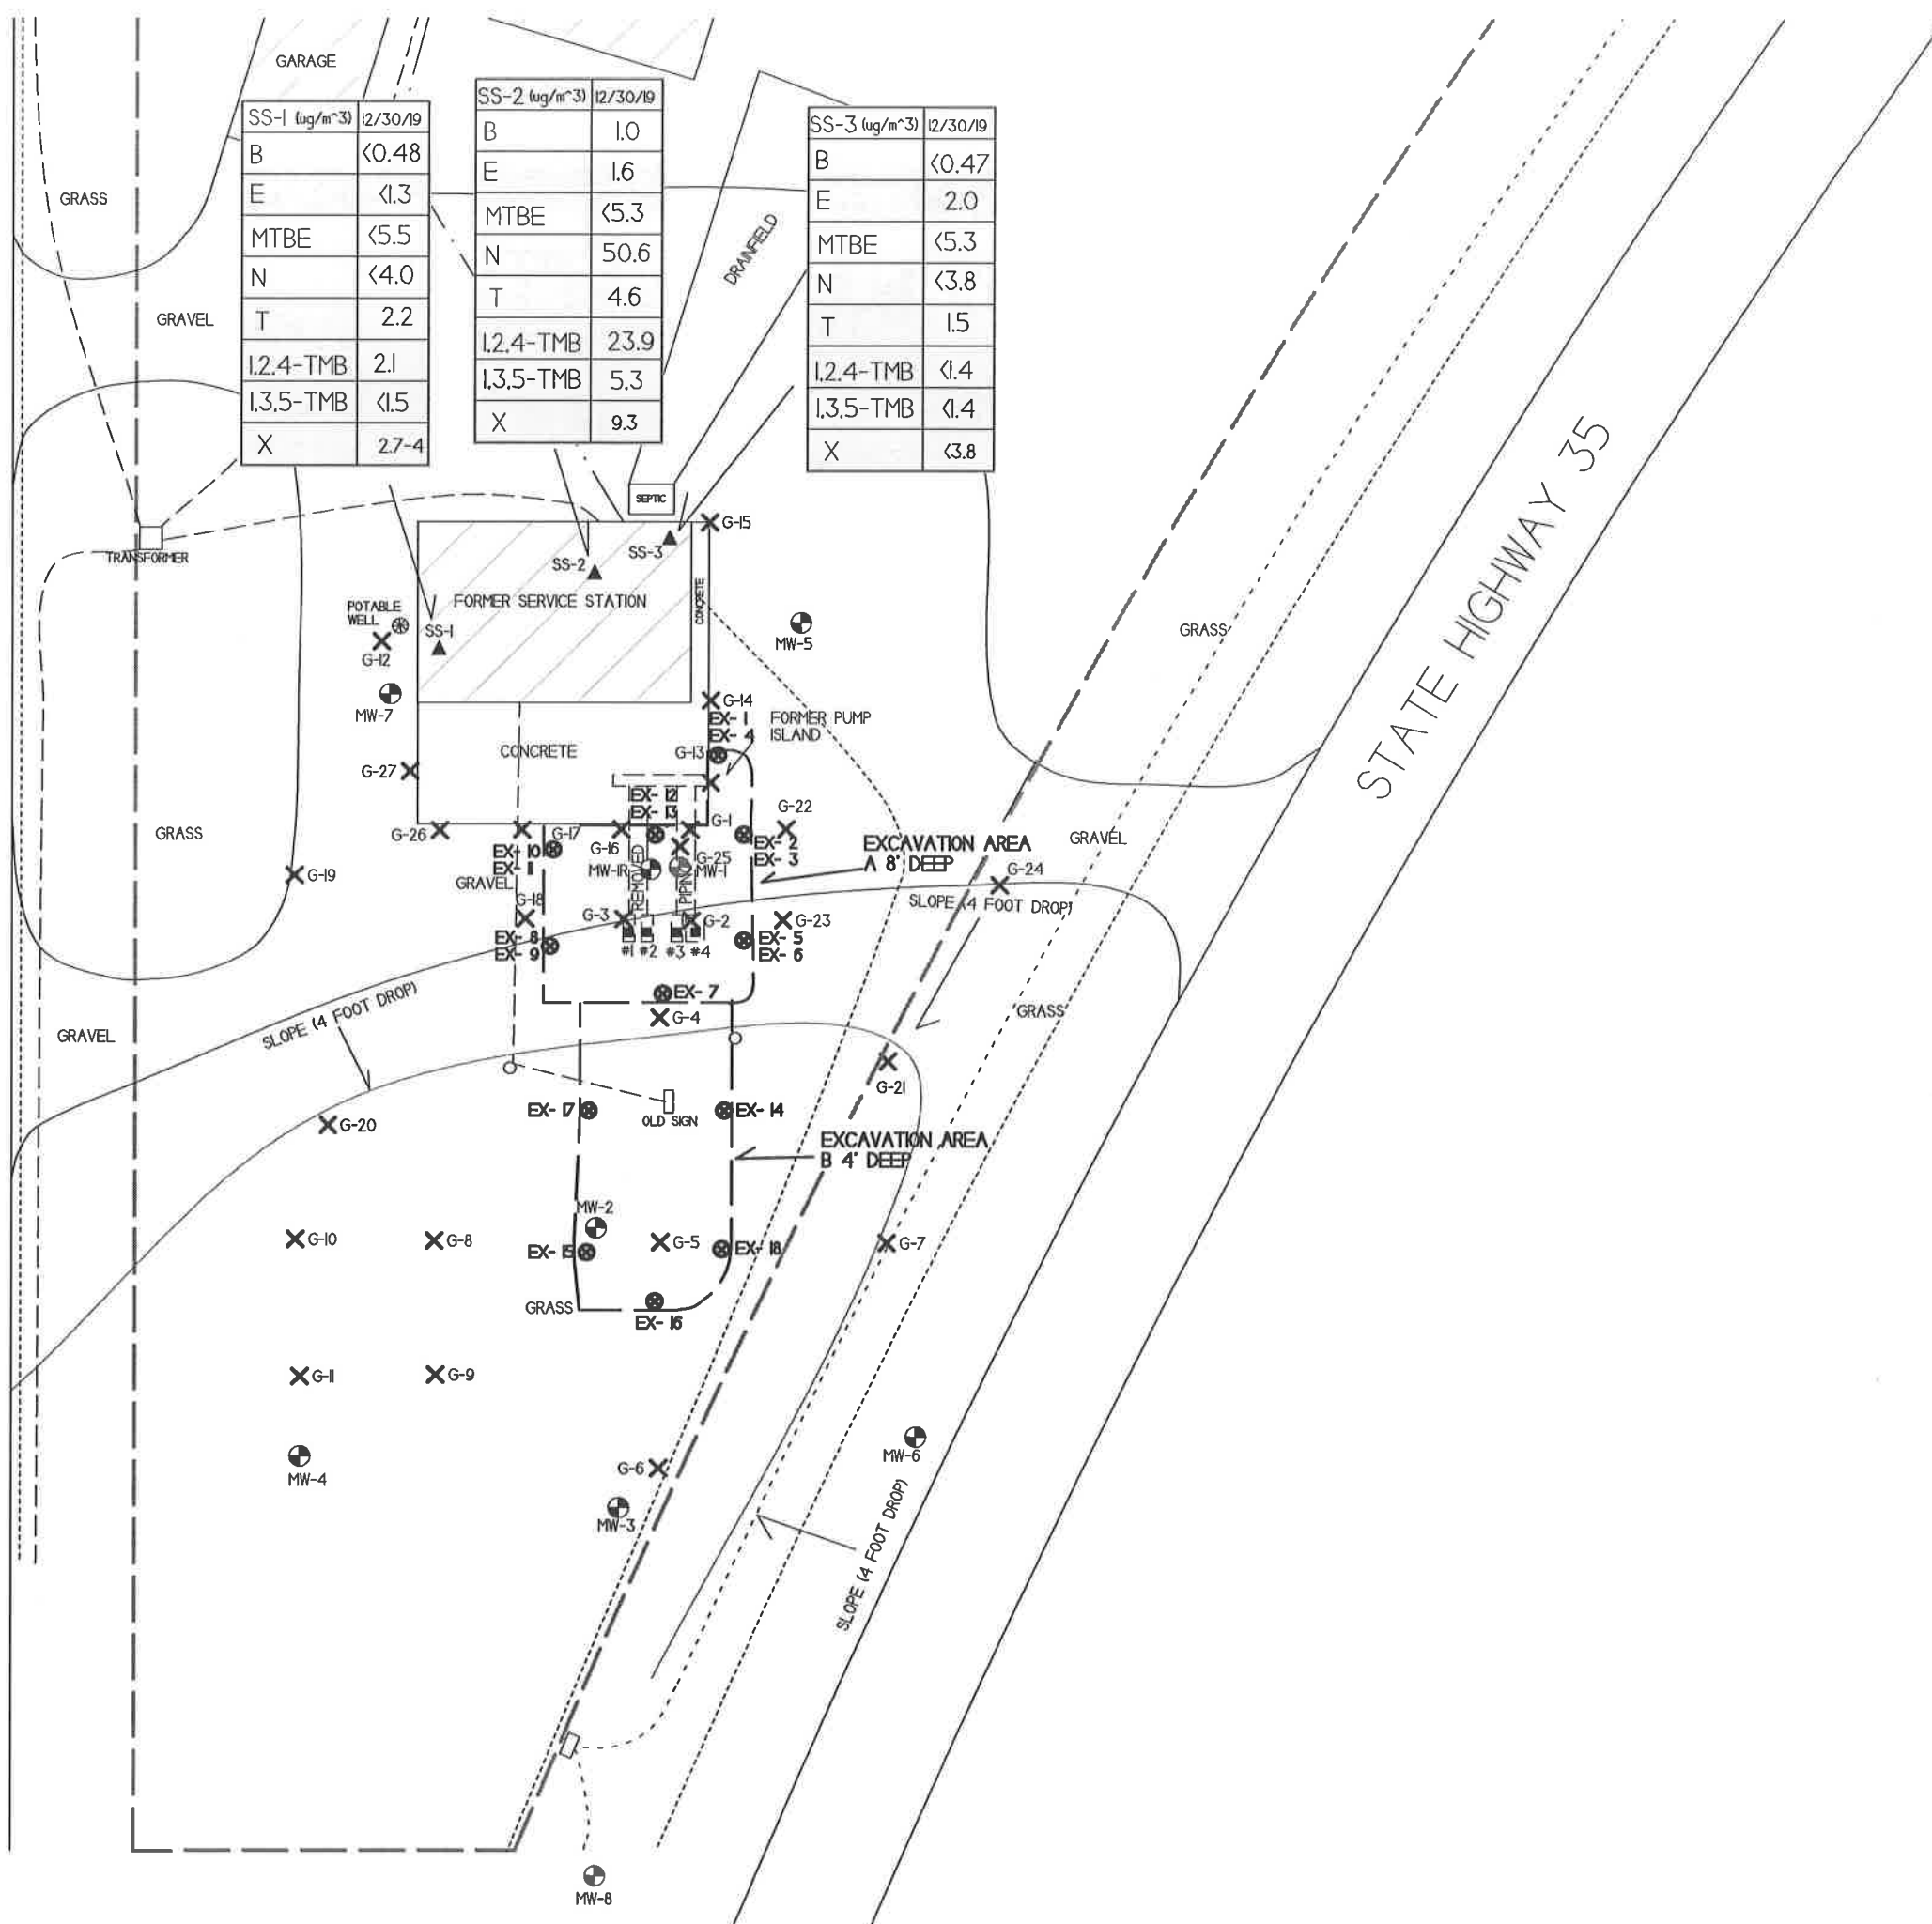 GARAGE
SS-1 (ug/m^3) 12/30/19
B <0.48
E <1.3
MTBE <5.5
N <4.0
T 2.2
1,2,4-TMB 2.1
1,3,5-TMB <1.5
X 2.7-4
SS-2 (ug/m^3) 12/30/19
B 1.0
E 1.6
MTBE <5.3
N 50.6
T 4.6
1,2,4-TMB 23.9
1,3,5-TMB 5.3
X 9.3
SS-3 (ug/m^3) 12/30/19
B <0.47
E 2.0
MTBE <5.3
N <3.8
T 1.5
1,2,4-TMB <1.4
1,3,5-TMB <1.4
X <3.8
GRASS
DRAINFIELD
GRAVEL
STATE HIGHWAY 35
SEPTIC
G-15
TRANSFORMER
SS-3
SS-2
FORMER SERVICE STATION
CONCRETE
POTABLE
WELL
SS-1
G-12
MW-5
GRASS
MW-7
G-14
EX- 1
EX- 4
FORMER PUMP
ISLAND
CONCRETE
G-13
G-27
EX- 12
EX- 13
G-22
GRASS
G-26
G-17
G-16
G-1
EX- 2
EX- 3
EXCAVATION AREA
A 8' DEEP
GRAVEL
EX- 10
EX- 11
REMOVED
PIPING
G-25
MW-1R
MW-1
G-19
GRAVEL
G-24
SLOPE (4 FOOT DROP)
G-18
G-3
G-2
G-23
EX- 8
EX- 9
#1 #2 #3 #4
EX- 5
EX- 6
EX- 7
G-4
GRASS
SLOPE (4 FOOT DROP)
GRAVEL
G-21
EX- 17
OLD SIGN
EX- 14
G-20
EXCAVATION AREA
B 4' DEEP
MW-2
G-10
G-8
EX- 15
G-5
EX- 18
G-7
GRASS
EX- 16
G-11
G-9
MW-4
G-6
MW-6
MW-3
SLOPE (4 FOOT DROP)
MW-8